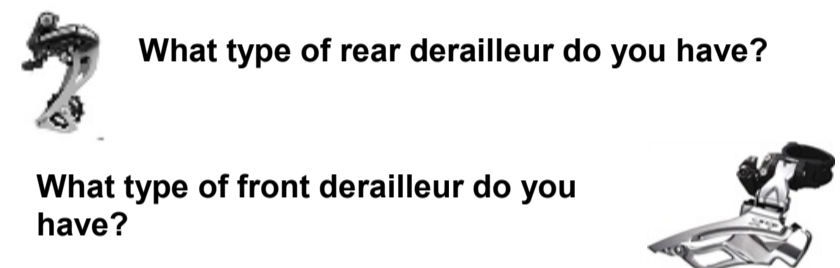 What type of rear derailleur do you have?
What type of front derailleur do you
have?